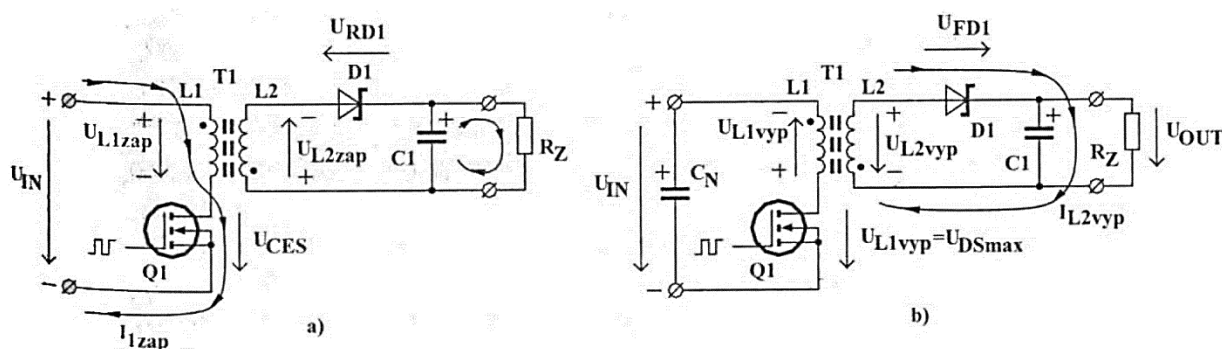 U_RD1
D1
T1
L1
L2
+
+
−
U_L1zap
−
+
U_L2zap
+
C1
R_Z
U_IN
U_CES
Q1
−
I_1zap
a)
U_FD1
T1
L1
L2
D1
+
−
U_L1vyp
+
+
−
U_L2vyp
+
C1
R_Z
U_OUT
U_IN
+
C_N
I_L2vyp
U_L1vyp=U_DSmax
Q1
−
b)